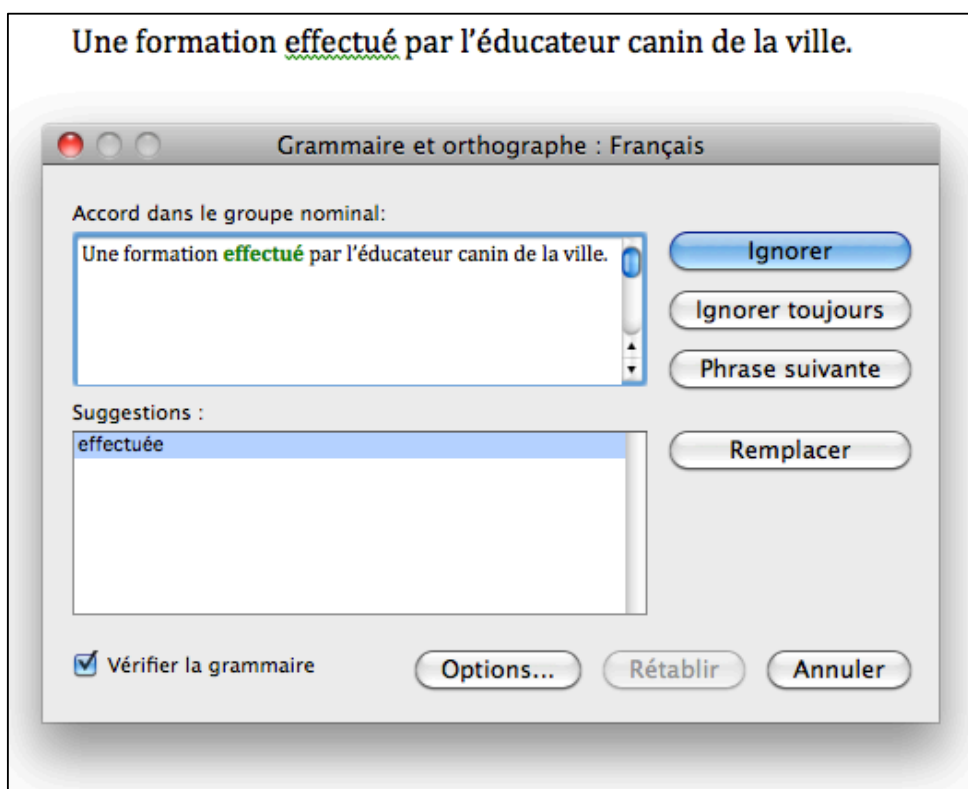 Une formation effectué par l’éducateur canin de la ville.
Grammaire et orthographe : Français
Accord dans le groupe nominal:
Une formation effectué par l’éducateur canin de la ville.
Ignorer
Ignorer toujours
Phrase suivante
Suggestions :
effectuée
Remplacer
Vérifier la grammaire
Options...
Rétablir
Annuler